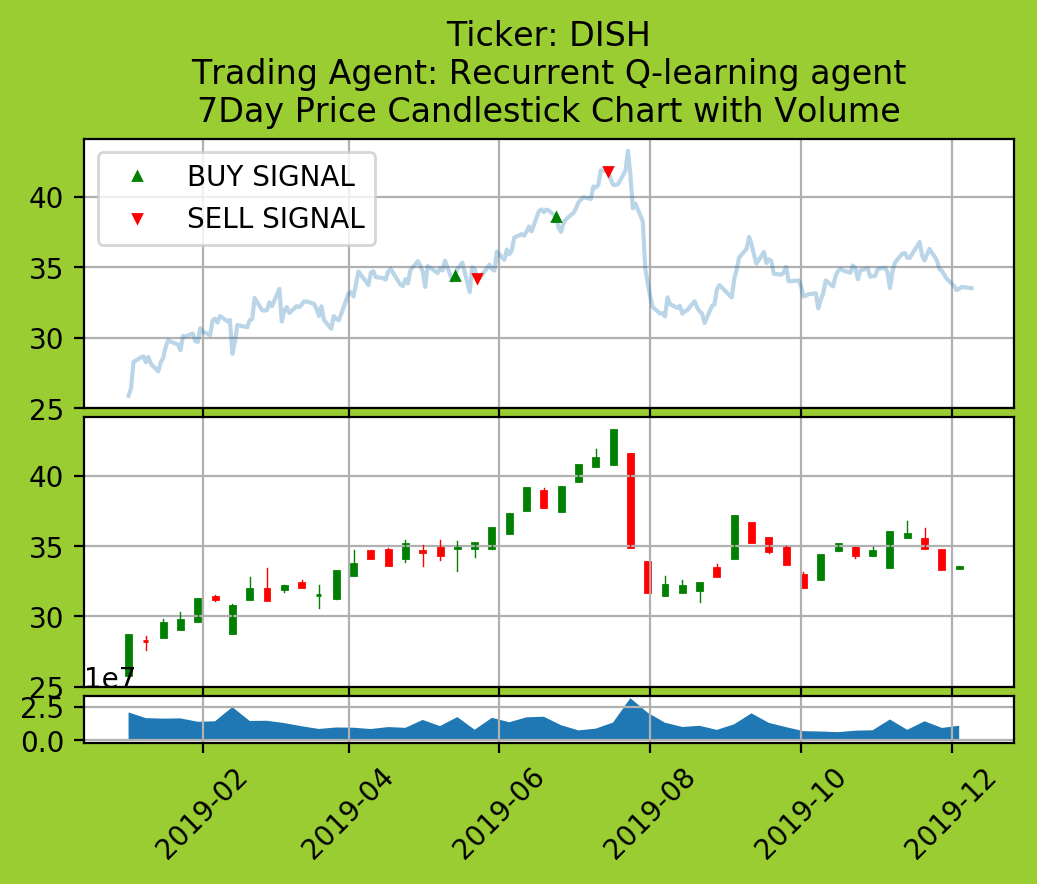 Ticker: DISH
Trading Agent: Recurrent Q-learning agent
7Day Price Candlestick Chart with Volume
BUY SIGNAL
SELL SIGNAL
40
35
30
25
40
35
30
25
1e7
2.5
0.0
2019-02
2019-04
2019-06
2019-08
2019-10
2019-12